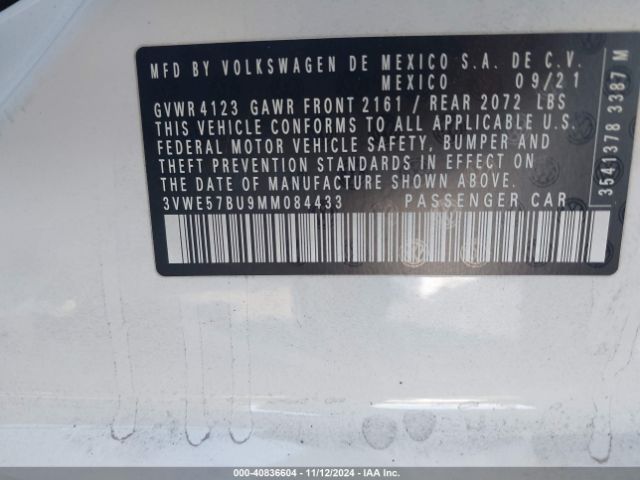 MFD BY VOLKSWAGEN DE MEXICO S.A. DE C.V.
MEXICO 09/21
GVWR 4123 GAWR FRONT 2161 / REAR 2072 LBS
THIS VEHICLE CONFORMS TO ALL APPLICABLE U.S.
FEDERAL MOTOR VEHICLE SAFETY, BUMPER AND
THEFT PREVENTION STANDARDS IN EFFECT ON
THE DATE OF MANUFACTURE SHOWN ABOVE.
3VWE57BU9MM084433 PASSENGER CAR
3541378 3387 M
000-40836604 - 11/12/2024 - IAA Inc.